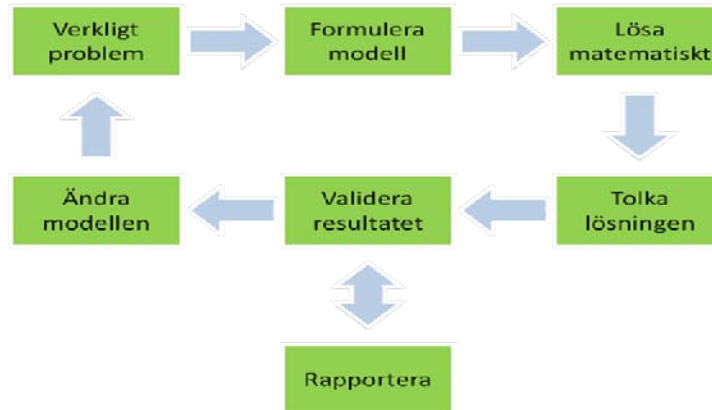 Verkligt
problem
Formulera
modell
Lösa
matematiskt
Ändra
modellen
Validera
resultatet
Tolka
lösningen
Rapportera